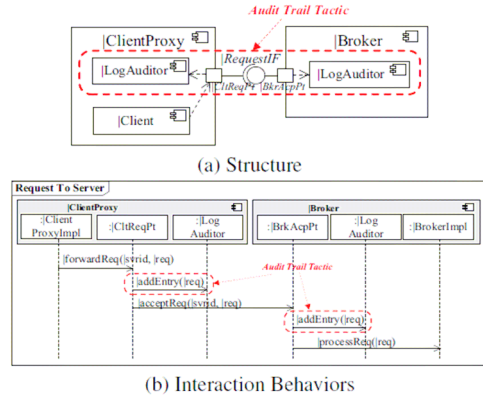 Audit Trail Tactic
|ClientProxy
|Broker
|RequestIF
|LogAuditor
|LogAuditor
|CltReqPt
|BkrAcpPt
|Client
(a) Structure
Request To Server
|ClientProxy
|Broker
:|Client ProxyImpl
:|CltReqPt
:|Log Auditor
:|BrkAcpPt
:|Log Auditor
:|BrokerImpl
|forwardReq(|svrid, |req)
Audit Trail Tactic
|addEntry(|req)
|acceptReq(|svrid, |req)
|addEntry(|req)
|processReq(|req)
(b) Interaction Behaviors